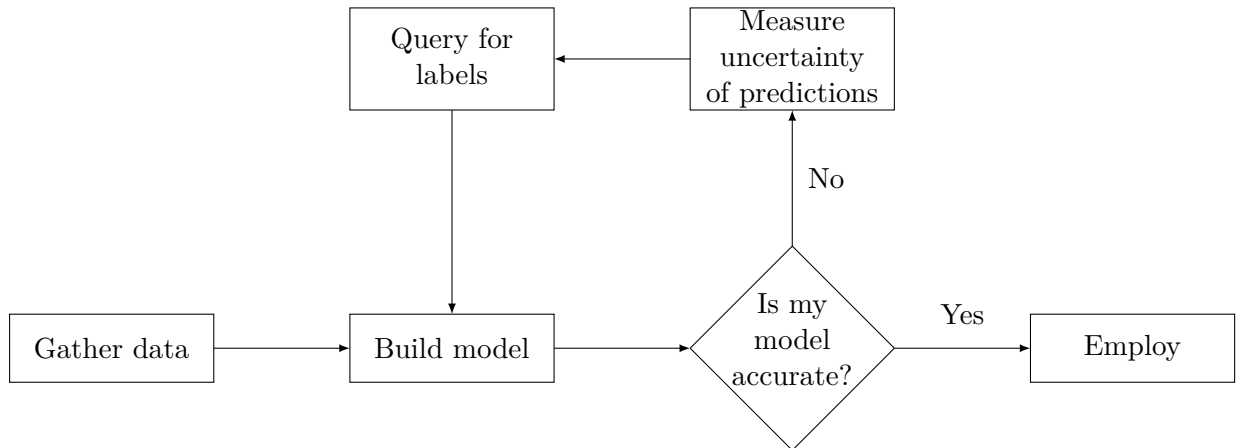 Query for
labels
Measure
uncertainty
of predictions
No
Gather data
Build model
Is my
model
accurate?
Yes
Employ